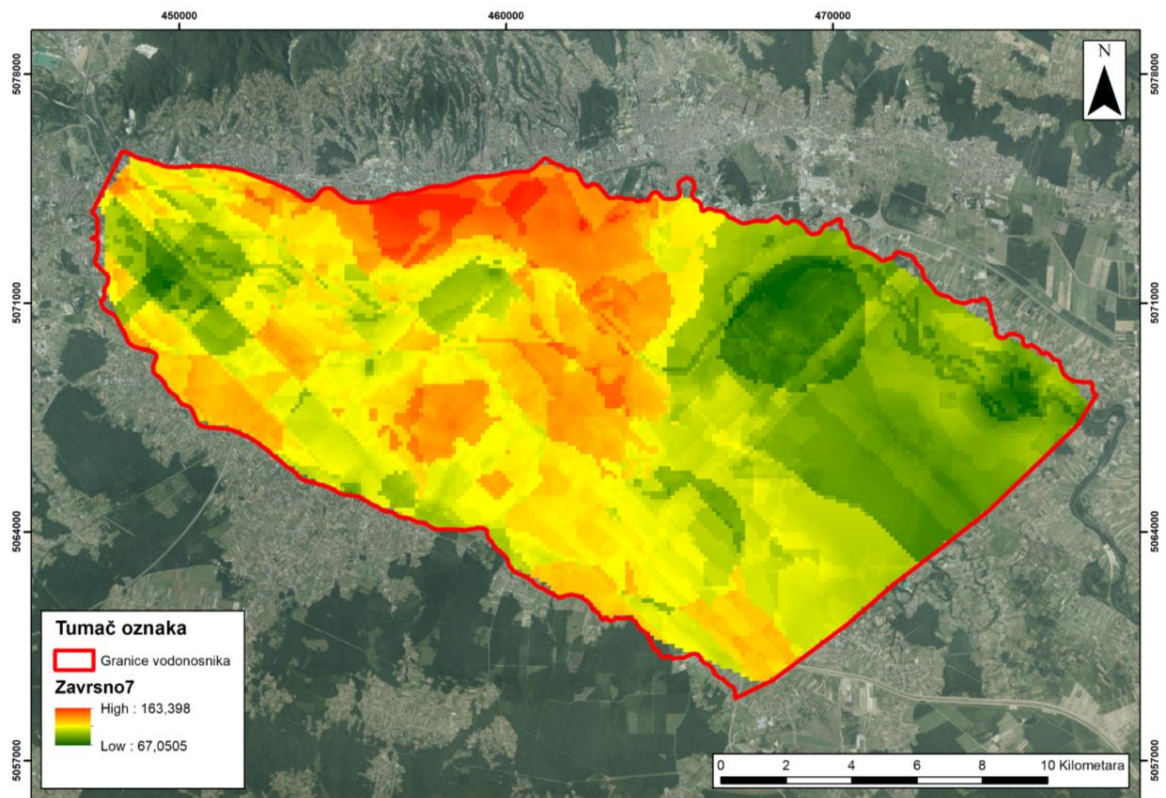 450000
460000
470000
5078000
5078000
N
5071000
5071000
5064000
5064000
5057000
5057000
Tumač oznaka
Granice vodonosnika
Zavrsno7
High : 163,398
Low : 67,0505
0 2 4 6 8 10 Kilometara